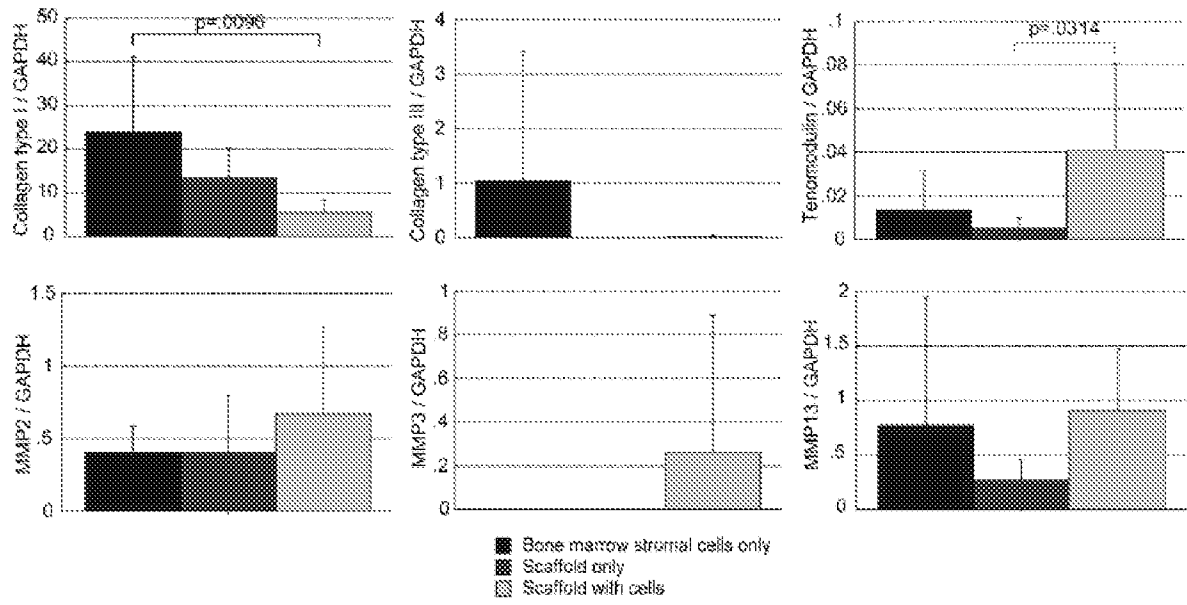 50
40
30
20
10
0
Collagen type I / GAPDH
p=.0096
4
3
2
1
0
Collagen type III / GAPDH
.1
.08
.06
.04
.02
0
Tenomodulin / GAPDH
p=.0314
1.5
1
.5
0
MMP2 / GAPDH
1
.8
.6
.4
.2
0
MMP3 / GAPDH
2
1.5
1
.5
0
MMP13 / GAPDH
Bone marrow stromal cells only
Scaffold only
Scaffold with cells